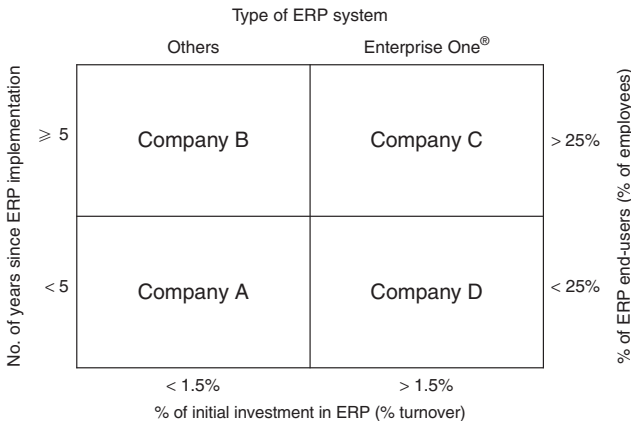 Type of ERP system
Others Enterprise One®
No. of years since ERP implementation
⩾ 5 Company B Company C > 25%
< 5 Company A Company D < 25%
% of ERP end-users (% of employees)
< 1.5% > 1.5%
% of initial investment in ERP (% turnover)